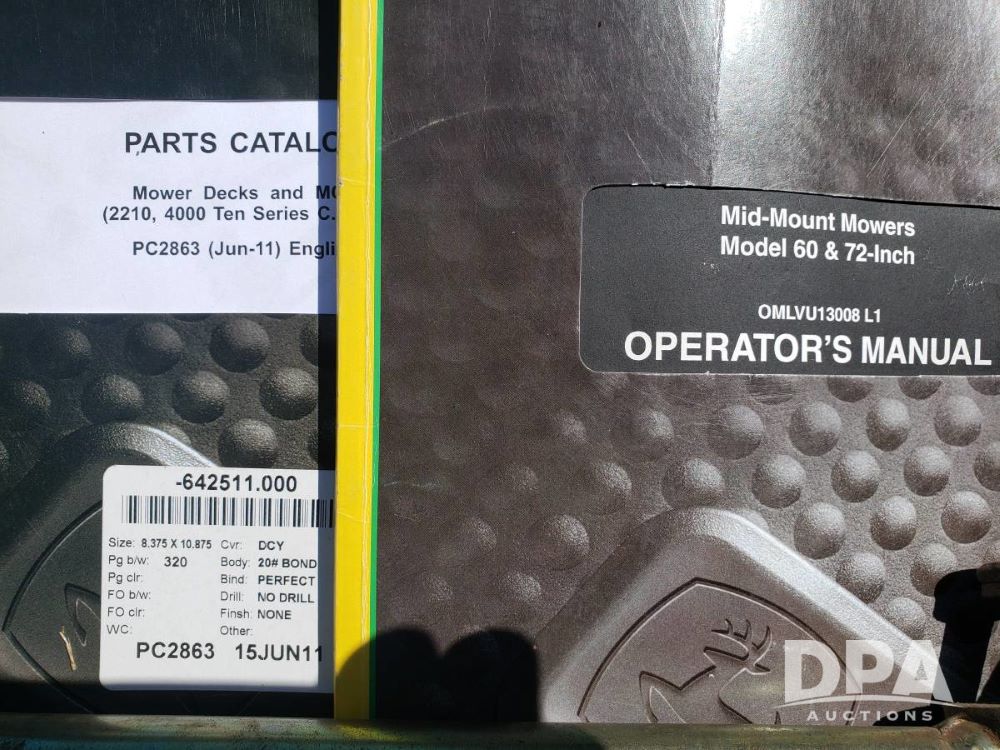 PARTS CATALO
Mower Decks and MC
(2210, 4000 Ten Series C.
PC2863 (Jun-11) Engli
-642511.000
Size: 8.375 X 10.875 Cvr: DCY
Pg b/w: 320 Body: 20# BOND
Pg clr: Bind: PERFECT
FO b/w: Drill: NO DRILL
FO clr: Finsh: NONE
WC: Other:
PC2863 15JUN11
Mid-Mount Mowers
Model 60 & 72-Inch
OMLVU13008 L1
OPERATOR'S MANUAL
DPA
AUCTIONS